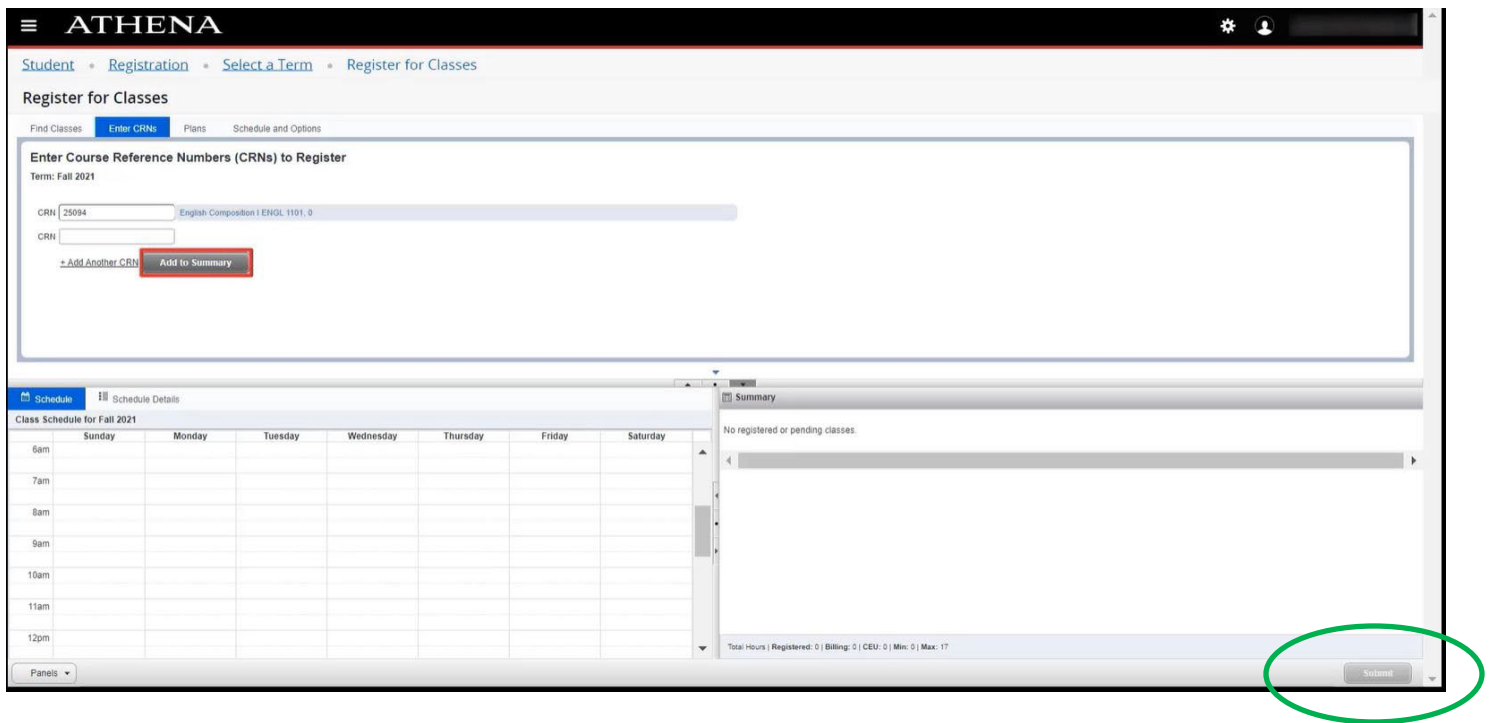 ATHENA
Student • Registration • Select a Term • Register for Classes
Register for Classes
Find Classes Enter CRNs Plans Schedule and Options
Enter Course Reference Numbers (CRNs) to Register
Term: Fall 2021
CRN 25094 English Composition I ENGL 1101, 0
CRN
+ Add Another CRN Add to Summary
Schedule Schedule Details
Class Schedule for Fall 2021
Sunday Monday Tuesday Wednesday Thursday Friday Saturday
6am
7am
8am
9am
10am
11am
12pm
Summary
No registered or pending classes.
Total Hours | Registered: 0 | Billing: 0 | CEU: 0 | Min: 0 | Max: 17
Panels
Submit